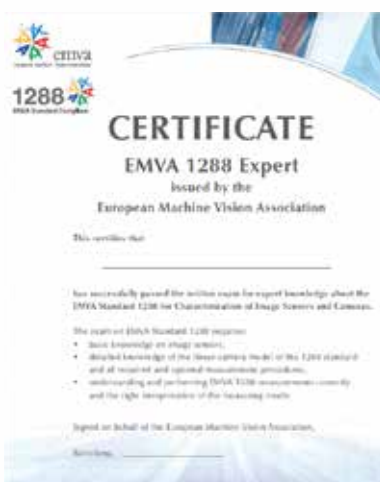 emva
1288
EMVA Standard Compliant
CERTIFICATE
EMVA 1288 Expert
issued by the
European Machine Vision Association
This certifies that
has successfully passed the written exam for expert knowledge about the
EMVA Standard 1288 for Characterization of Image Sensors and Cameras.
The exam on EMVA Standard 1288 requires:
• basic knowledge on image sensors,
• detailed knowledge of the linear camera model of the 1288 standard
and all required and optional measurement procedures,
• understanding and performing EMVA 1288 measurements correctly
and the right interpretation of the measuring results.
Signed on behalf of the European Machine Vision Association,
Barcelona,